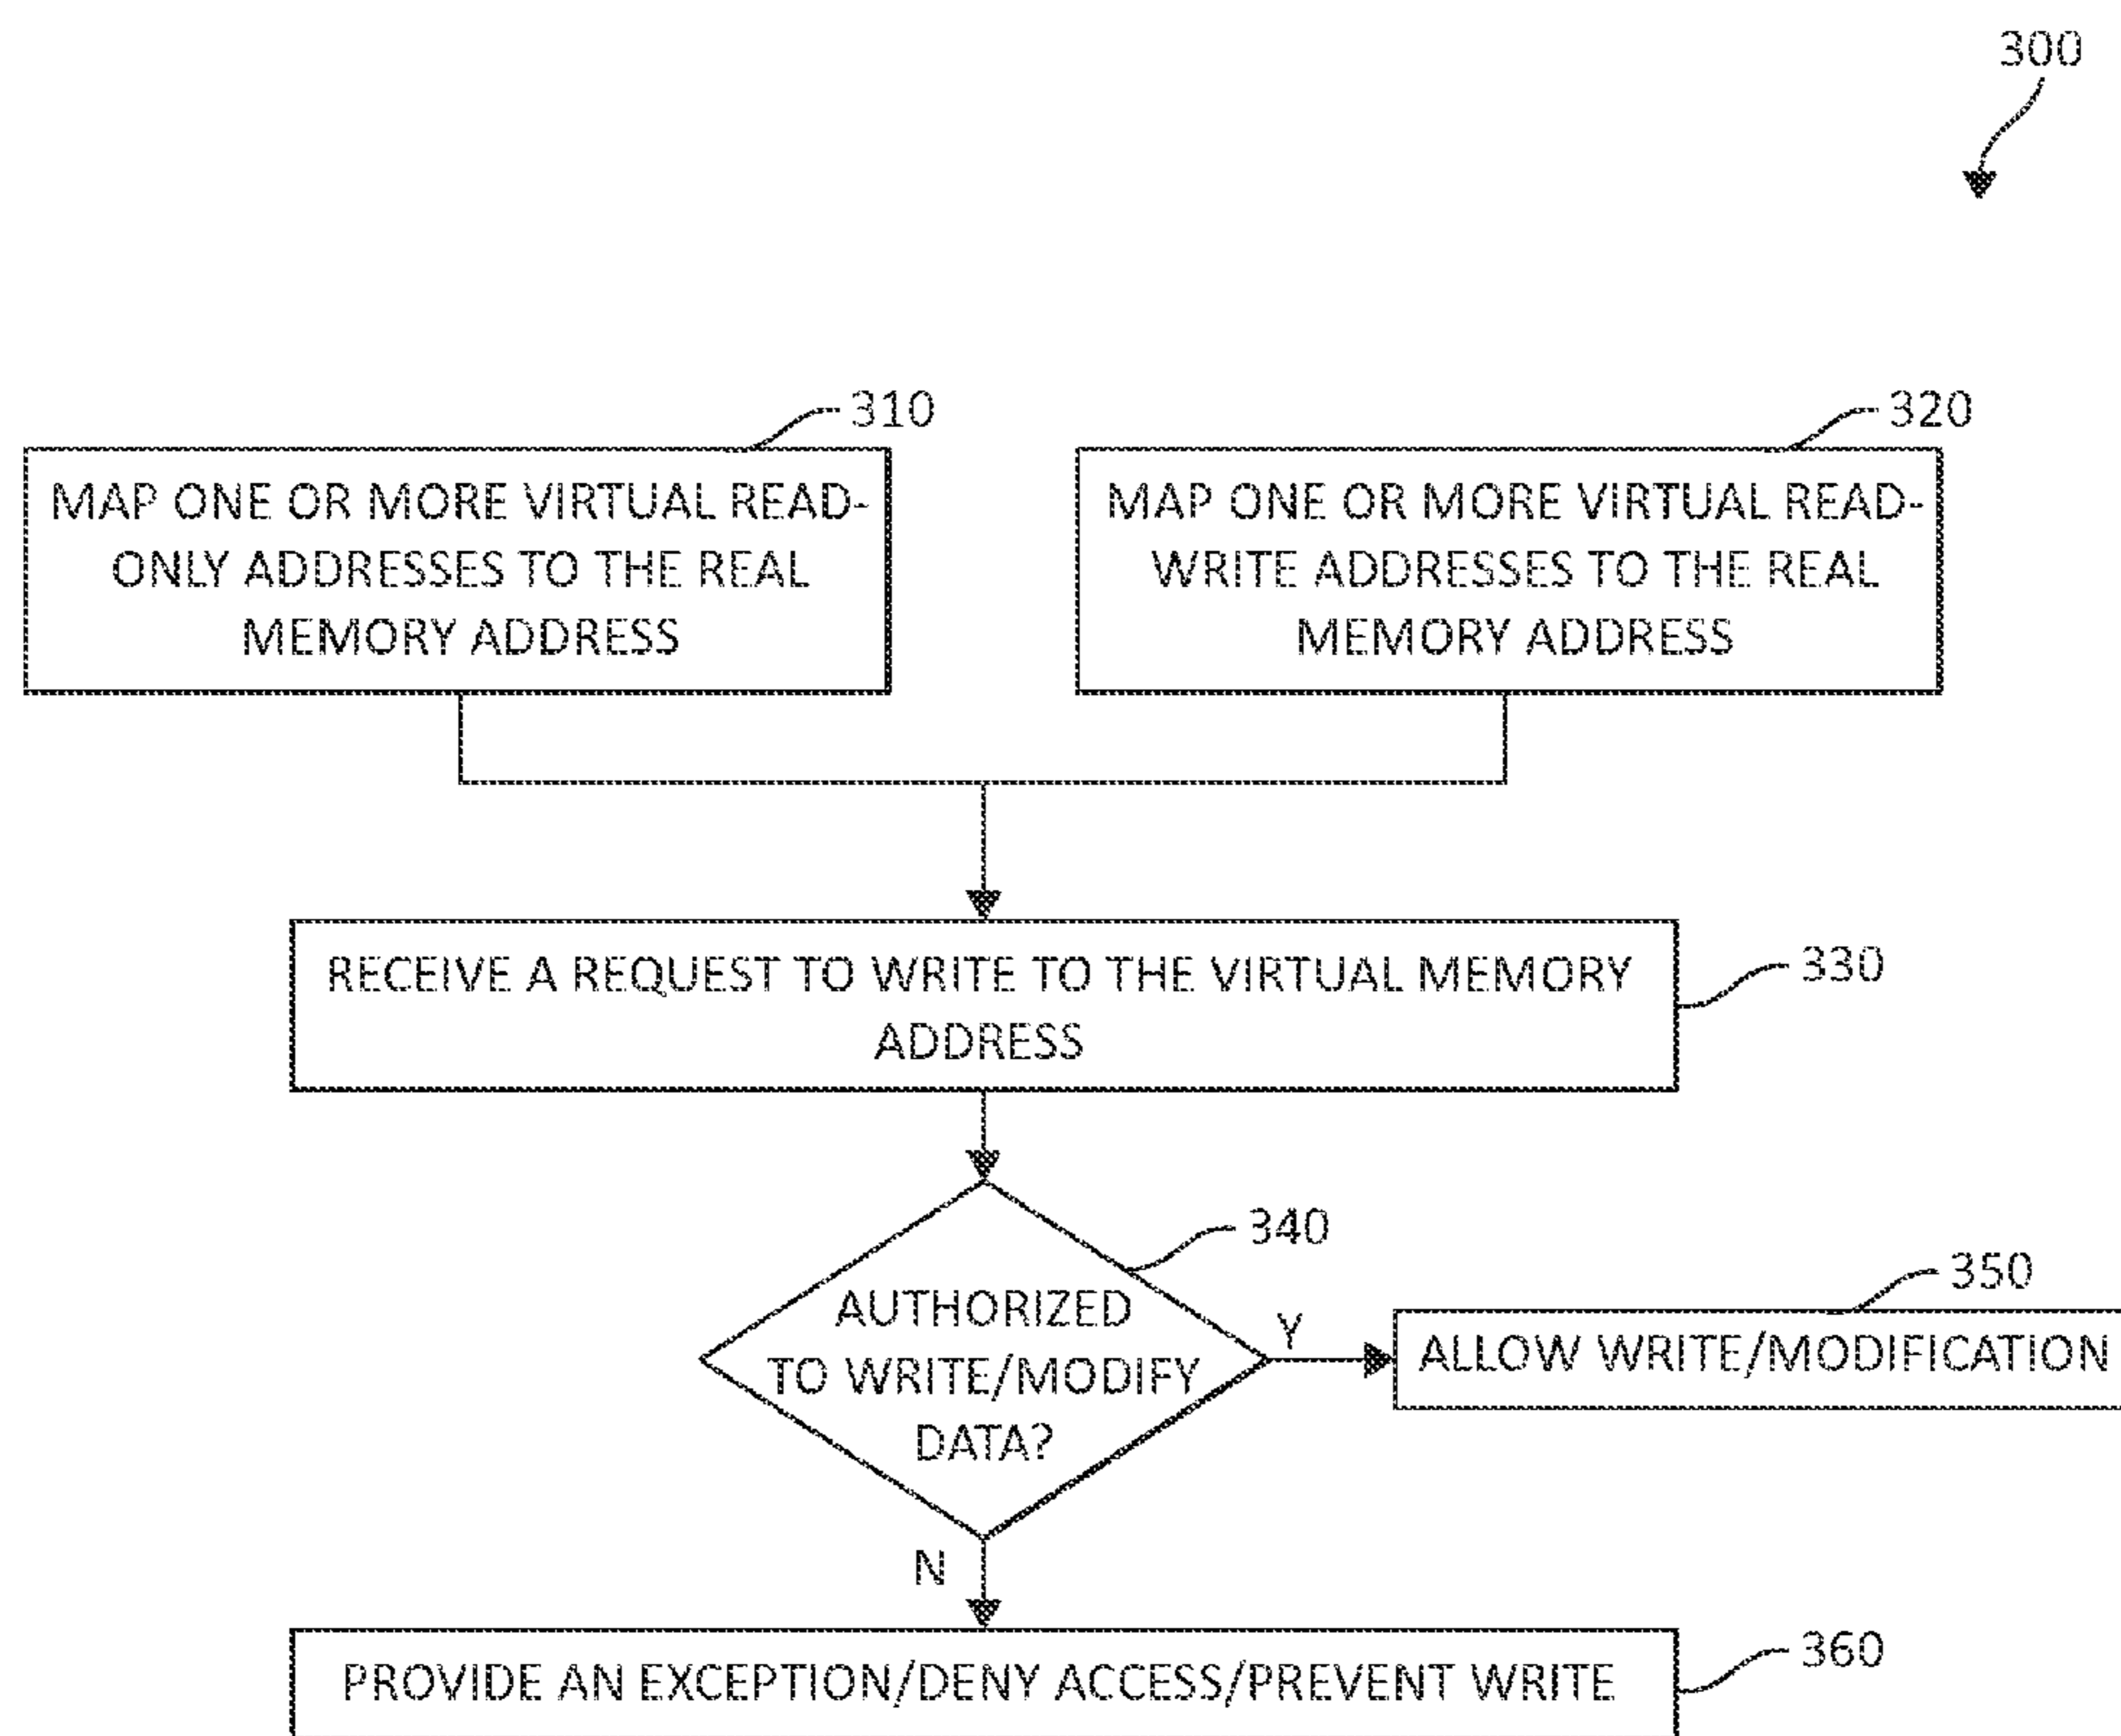 300
310
320
MAP ONE OR MORE VIRTUAL READ-
ONLY ADDRESSES TO THE REAL
MEMORY ADDRESS
MAP ONE OR MORE VIRTUAL READ-
WRITE ADDRESSES TO THE REAL
MEMORY ADDRESS
RECEIVE A REQUEST TO WRITE TO THE VIRTUAL MEMORY
ADDRESS
330
340
AUTHORIZED
TO WRITE/MODIFY
DATA?
Y
350
ALLOW WRITE/MODIFICATION
N
PROVIDE AN EXCEPTION/DENY ACCESS/PREVENT WRITE
360